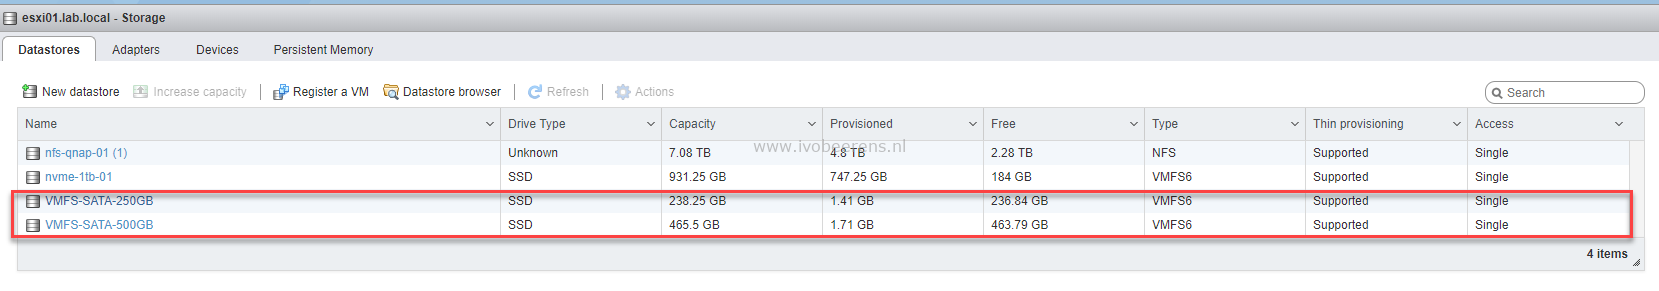 esxi01.lab.local - Storage
Datastores Adapters Devices Persistent Memory
New datastore Increase capacity Register a VM Datastore browser Refresh Actions Search
Name Drive Type Capacity Provisioned Free Type Thin provisioning Access
nfs-qnap-01 (1) Unknown 7.08 TB 4.8 TB 2.28 TB NFS Supported Single
www.ivobeerens.nl
nvme-1tb-01 SSD 931.25 GB 747.25 GB 184 GB VMFS6 Supported Single
VMFS-SATA-250GB SSD 238.25 GB 1.41 GB 236.84 GB VMFS6 Supported Single
VMFS-SATA-500GB SSD 465.5 GB 1.71 GB 463.79 GB VMFS6 Supported Single
4 items